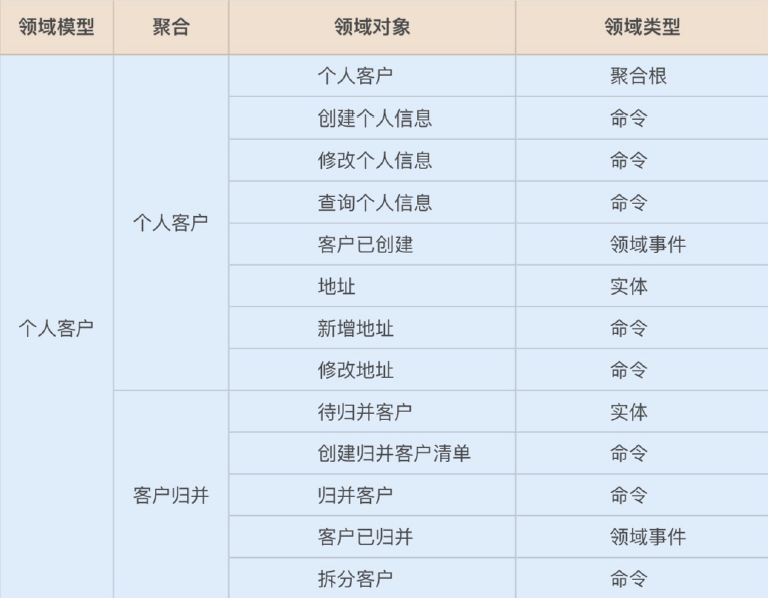 领域模型 聚合 领域对象 领域类型
个人客户 聚合根
创建个人信息 命令
修改个人信息 命令
查询个人信息 命令
个人客户
客户已创建 领域事件
地址 实体
个人客户
新增地址 命令
修改地址 命令
待归并客户 实体
创建归并客户清单 命令
客户归并
归并客户 命令
客户已归并 领域事件
拆分客户 命令